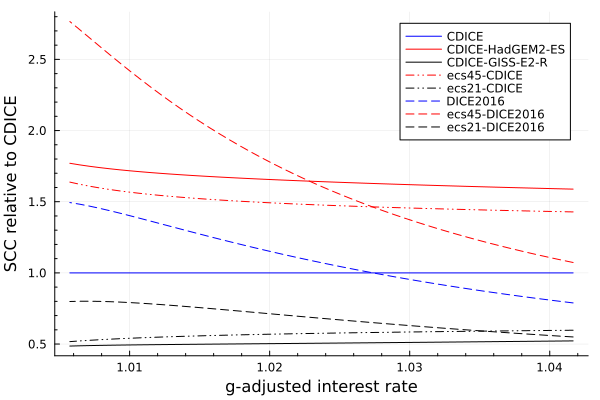 CDICE
CDICE-HadGEM2-ES
CDICE-GISS-E2-R
ecs45-CDICE
ecs21-CDICE
DICE2016
ecs45-DICE2016
ecs21-DICE2016
SCC relative to CDICE
2.5
2.0
1.5
1.0
0.5
1.01 1.02 1.03 1.04
g-adjusted interest rate